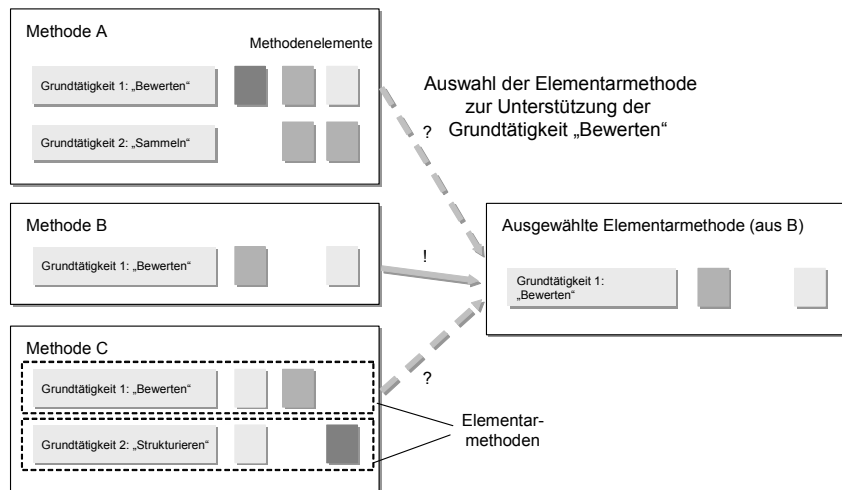 Methode A
Methodenelemente
Grundtätigkeit 1: „Bewerten“
Grundtätigkeit 2: „Sammeln“
Auswahl der Elementarmethode
zur Unterstützung der
Grundtätigkeit „Bewerten“
?
Methode B
Grundtätigkeit 1: „Bewerten“
!
Ausgewählte Elementarmethode (aus B)
Grundtätigkeit 1:
„Bewerten“
Methode C
Grundtätigkeit 1: „Bewerten“
?
Grundtätigkeit 2: „Strukturieren“
Elementar-
methoden